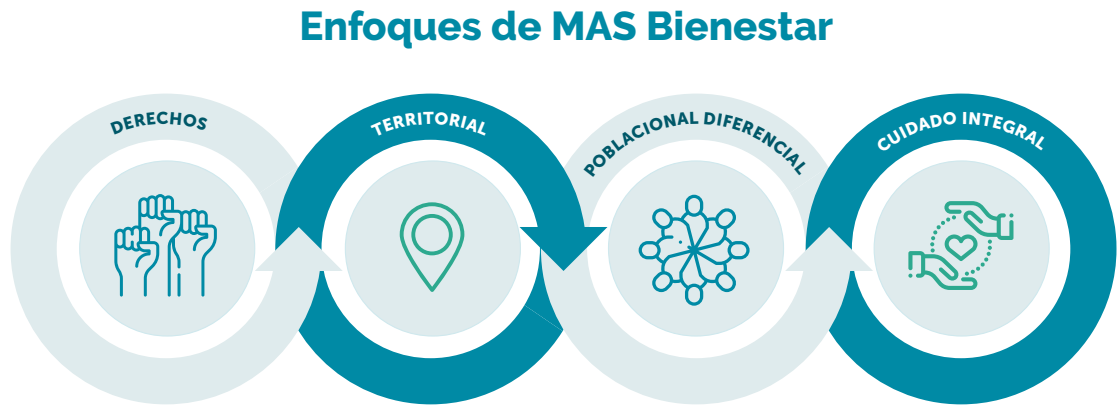 Enfoques de MAS Bienestar
DERECHOS
TERRITORIAL
POBLACIONAL DIFERENCIAL
CUIDADO INTEGRAL